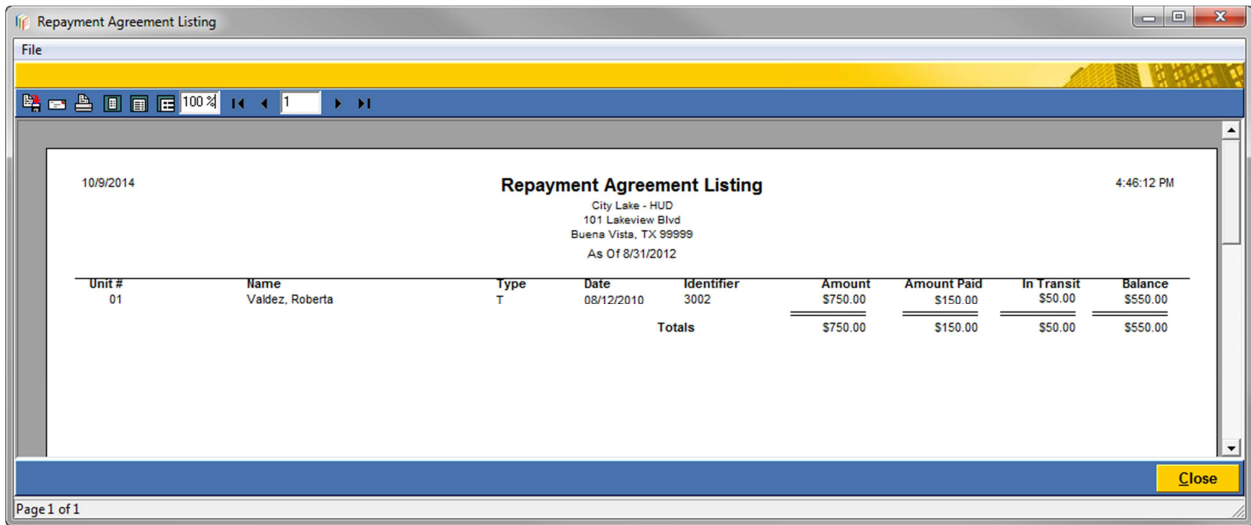 Repayment Agreement Listing
File
100 % 1
10/9/2014 Repayment Agreement Listing 4:46:12 PM
City Lake - HUD
101 Lakeview Blvd
Buena Vista, TX 99999
As Of 8/31/2012
Unit # Name Type Date Identifier Amount Amount Paid In Transit Balance
01 Valdez, Roberta T 08/12/2010 3002 $750.00 $150.00 $50.00 $550.00
Totals $750.00 $150.00 $50.00 $550.00
Close
Page 1 of 1